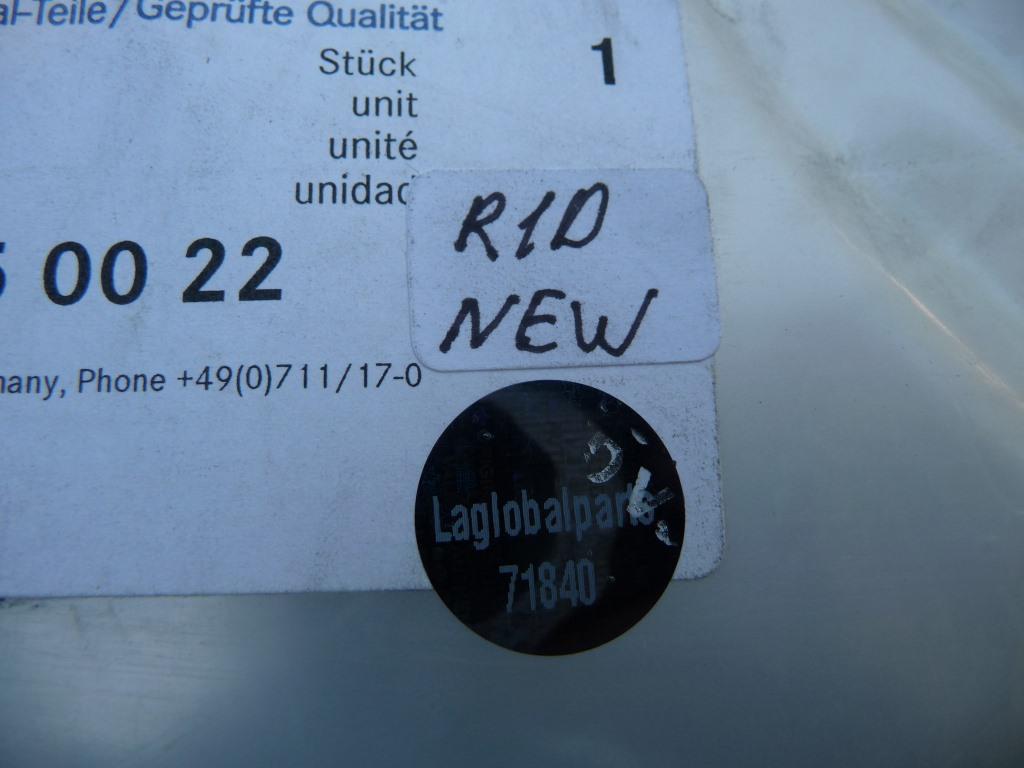 al-Teile/Geprüfte Qualität
Stück 1
unit
unité
unidad
5 00 22
many, Phone +49(0)711/17-0
R1D
NEW
Laglobalparts
71840